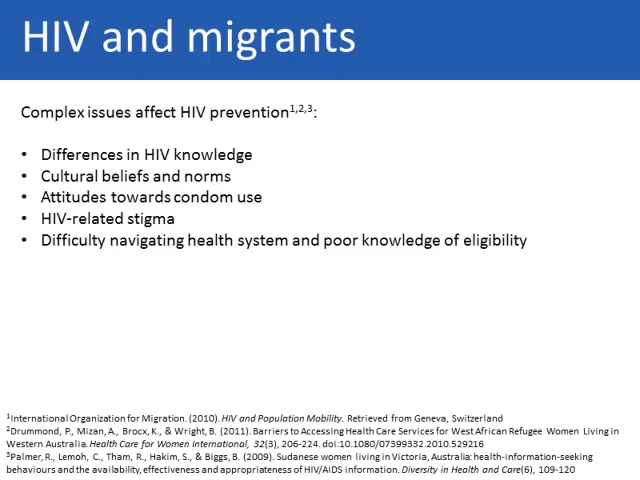 HIV and migrants
Complex issues affect HIV prevention1,2,3:
• Differences in HIV knowledge
• Cultural beliefs and norms
• Attitudes towards condom use
• HIV-related stigma
• Difficulty navigating health system and poor knowledge of eligibility
1International Organization for Migration. (2010). HIV and Population Mobility. Retrieved from Geneva, Switzerland
2Drummond, P., Mizan, A., Brocx, K., & Wright, B. (2011). Barriers to Accessing Health Care Services for West African Refugee Women Living in
Western Australia. Health Care for Women International, 32(3), 206-224. doi:10.1080/07399332.2010.529216
3Palmer, R., Lemoh, C., Tham, R., Hakim, S., & Biggs, B. (2009). Sudanese women living in Victoria, Australia: health-information-seeking
behaviours and the availability, effectiveness and appropriateness of HIV/AIDS information. Diversity in Health and Care(6), 109-120